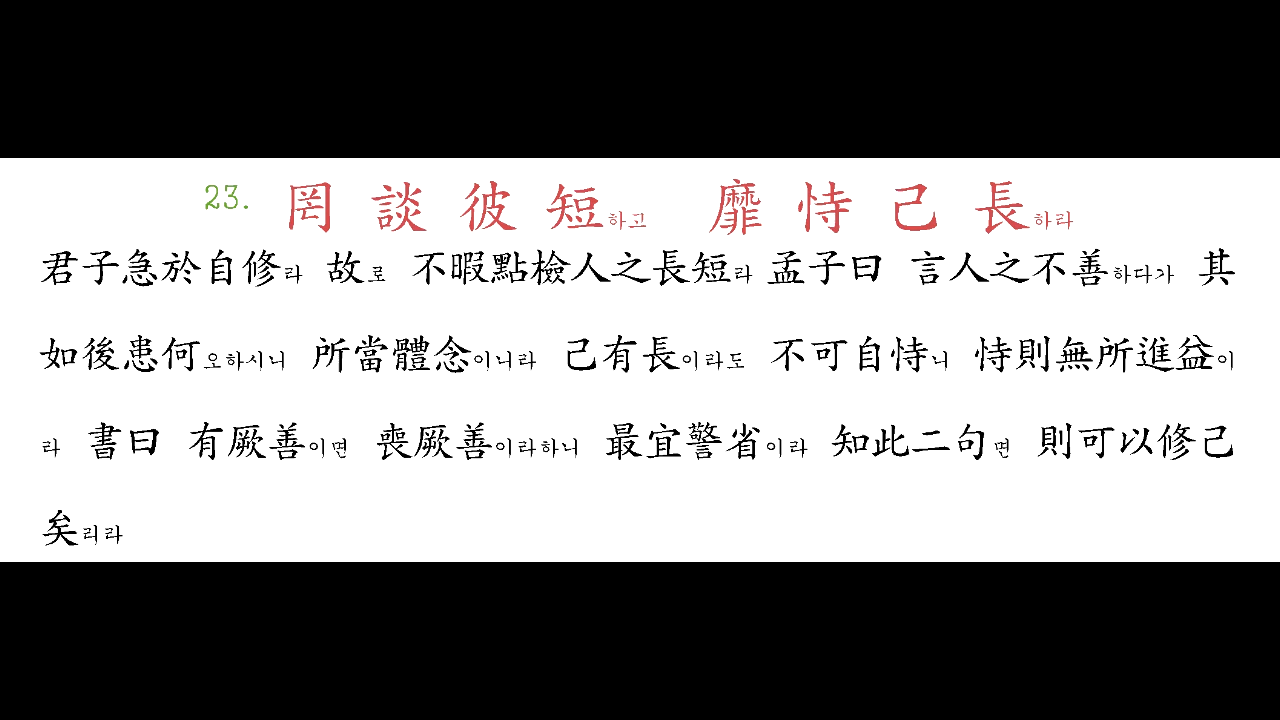 23. 罔談彼短하고 靡恃己長하라
君子急於自修라 故로 不暇點檢人之長短라 孟子曰 言人之不善하다가 其
如後患何오하시니 所當體念이니라 己有長이라도 不可自恃니 恃則無所進益이
라 書曰 有厥善이면 喪厥善이라하니 最宜警省이라 知此二句면 則可以修己
矣리라